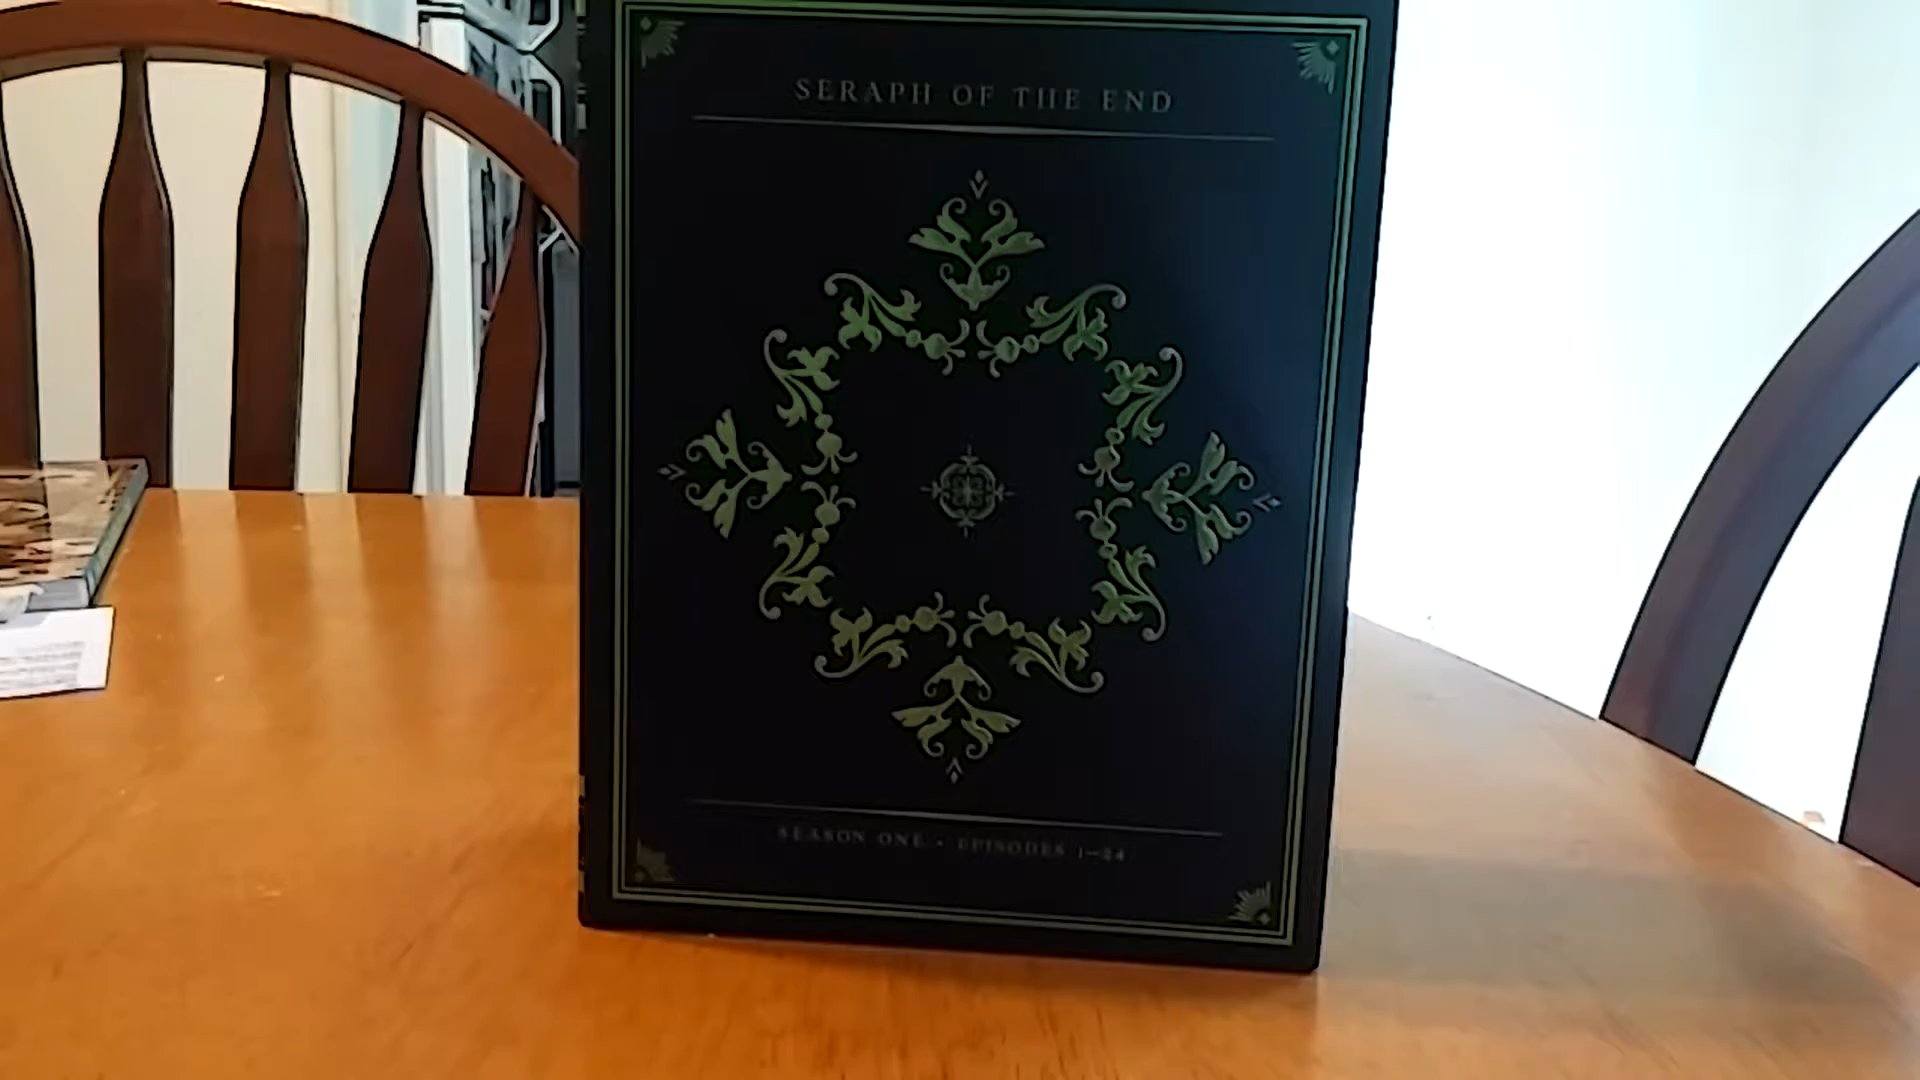 SERAPH OF THE END
SEASON ONE • EPISODES 1–24